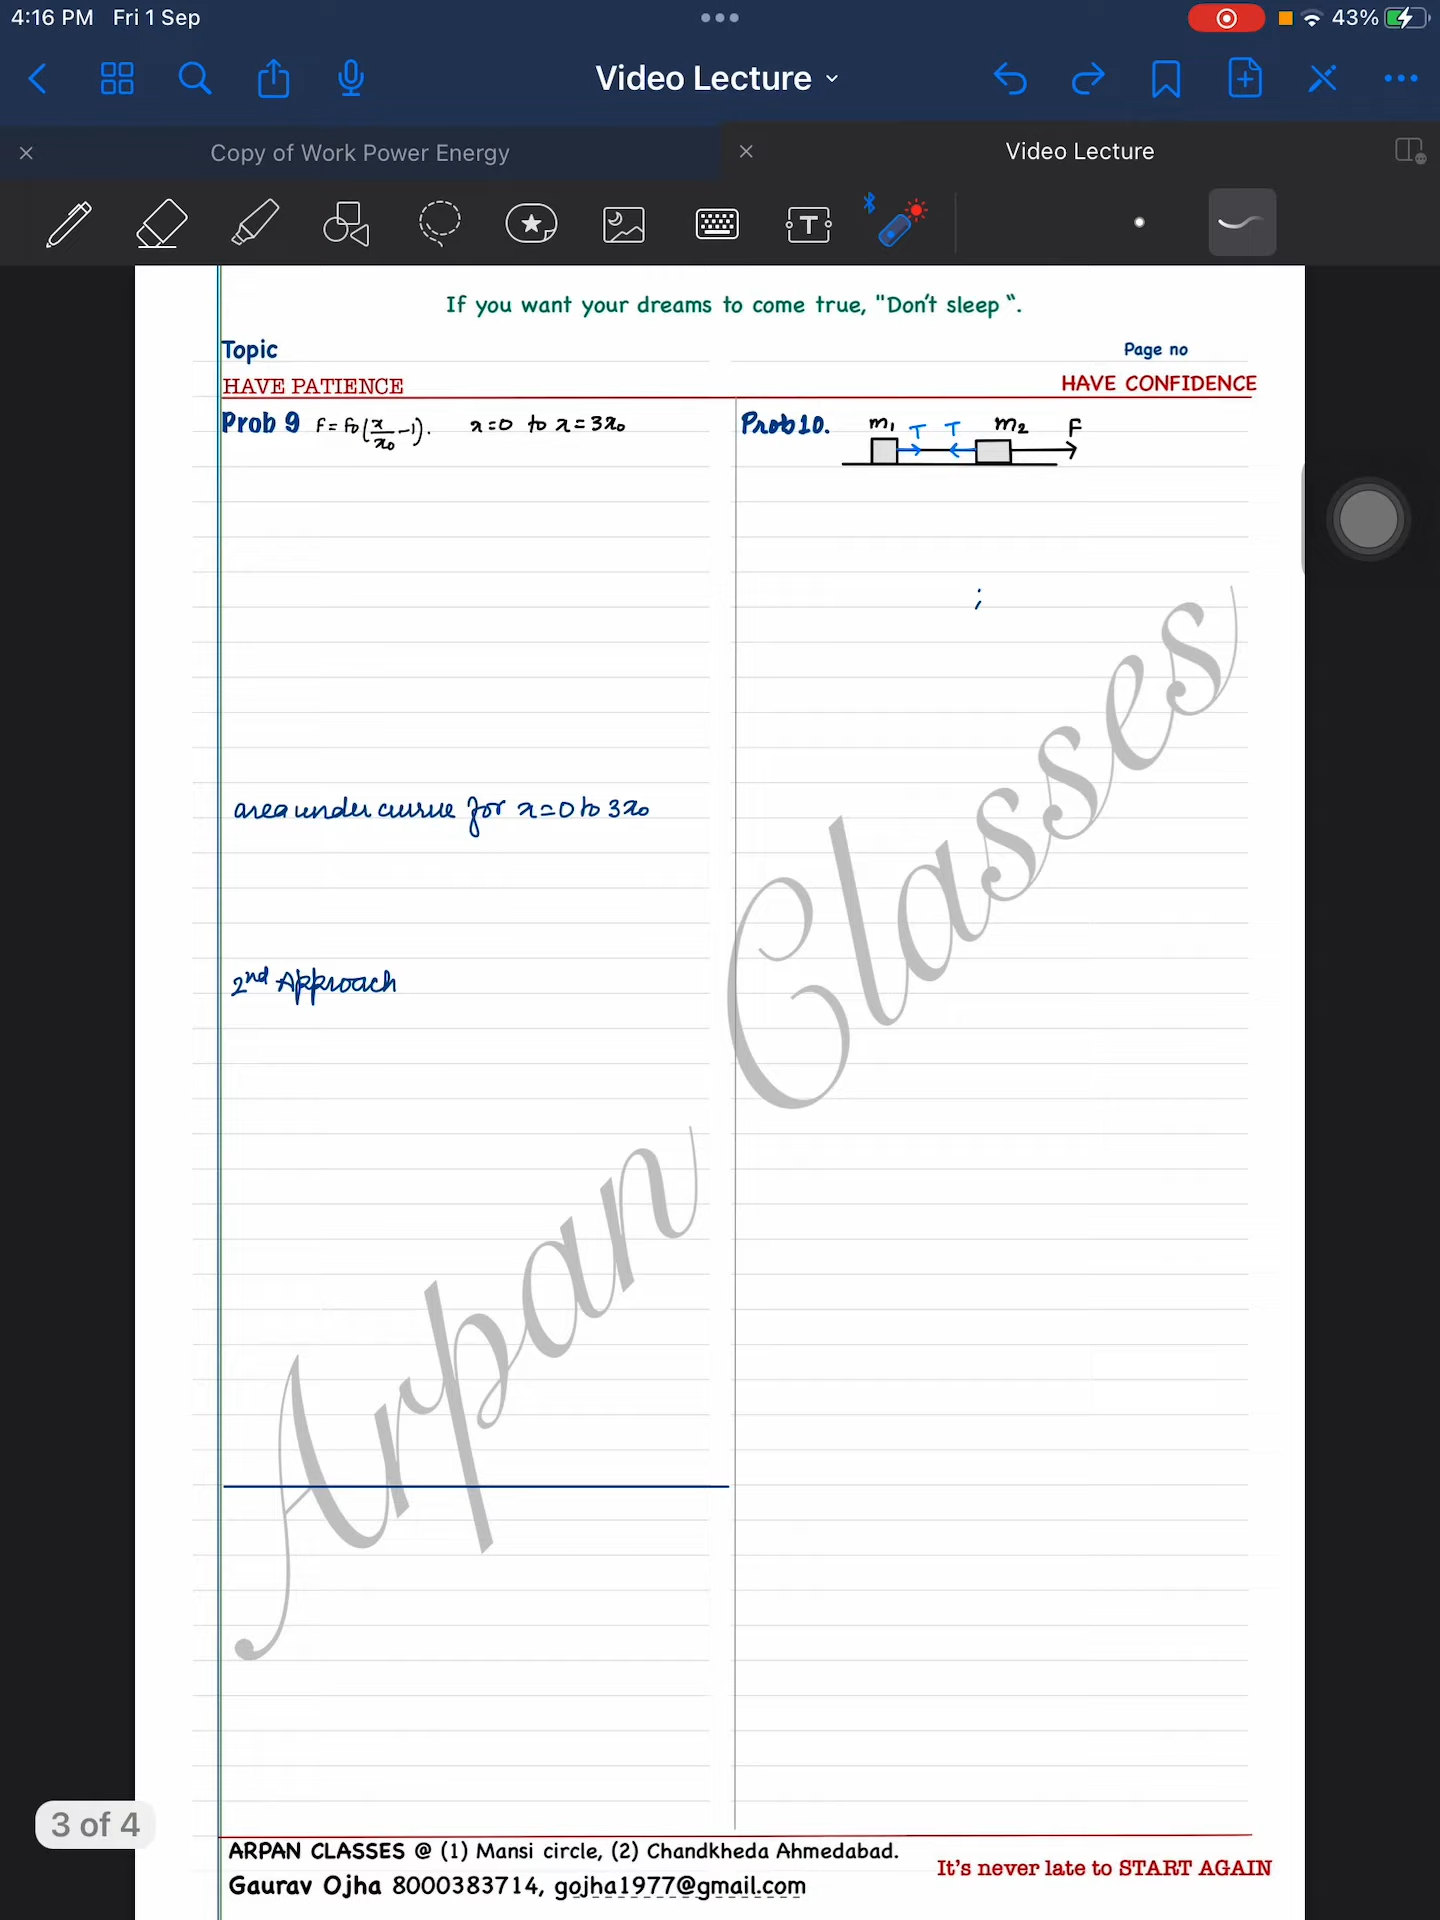 4:16 PM Fri 1 Sep
43%
Video Lecture
Copy of Work Power Energy
Video Lecture
If you want your dreams to come true, "Don't sleep ".
Topic
Page no
HAVE PATIENCE
HAVE CONFIDENCE
Prob 9 F = F0 (x/x0 -1). x=0 to x=3x0
area under curve for x=0 to 3x0
2nd Approach
Prob 10. m1 T T m2 F
;
Arpan Classes
3 of 4
ARPAN CLASSES @ (1) Mansi circle, (2) Chandkheda Ahmedabad.
Gaurav Ojha 8000383714, gojha1977@gmail.com
It's never late to START AGAIN